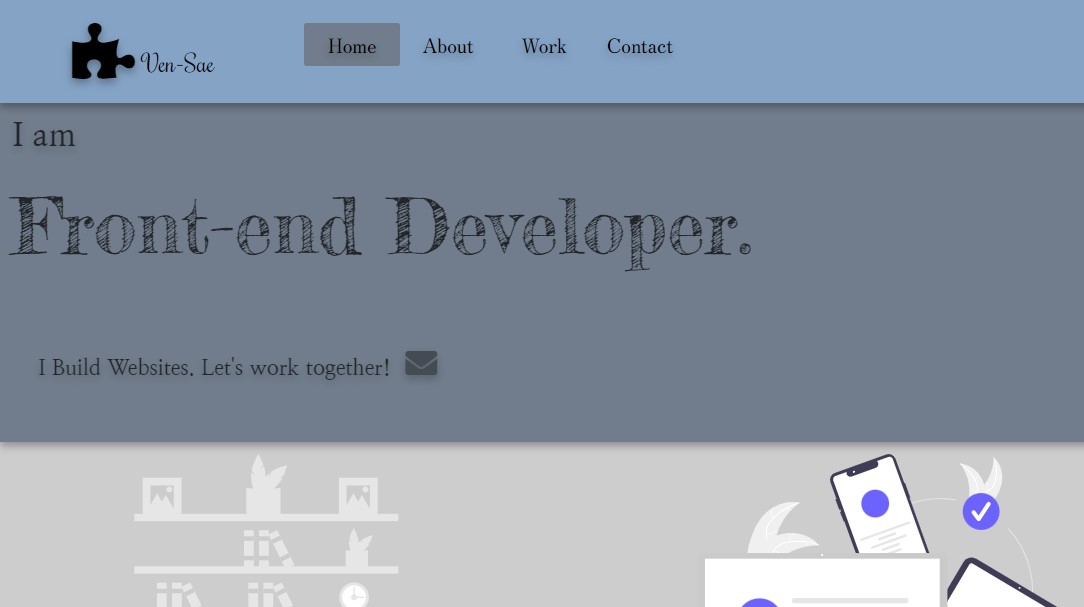 Ven-Sae
Home About Work Contact
I am
Front-end Developer.
I Build Websites. Let's work together!